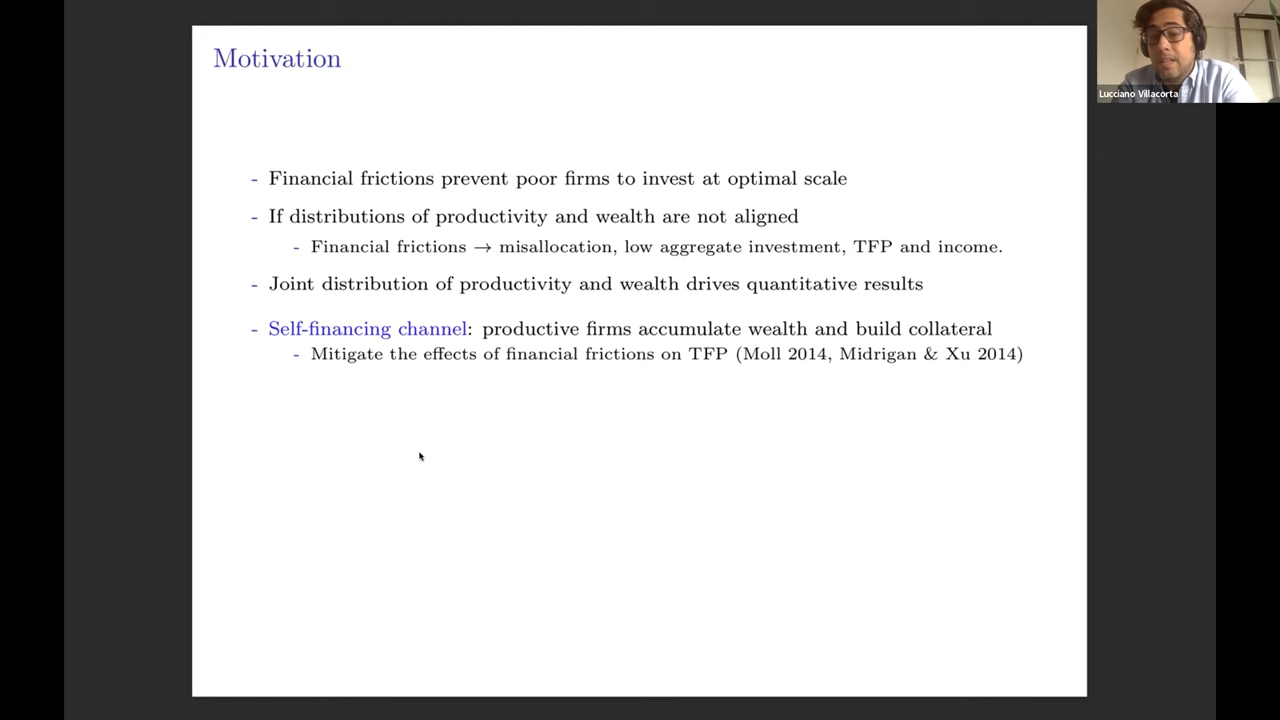 Motivation
Lucciano Villacorta
- Financial frictions prevent poor firms to invest at optimal scale
- If distributions of productivity and wealth are not aligned
- Financial frictions → misallocation, low aggregate investment, TFP and income.
- Joint distribution of productivity and wealth drives quantitative results
- Self-financing channel: productive firms accumulate wealth and build collateral
- Mitigate the effects of financial frictions on TFP (Moll 2014, Midrigan & Xu 2014)